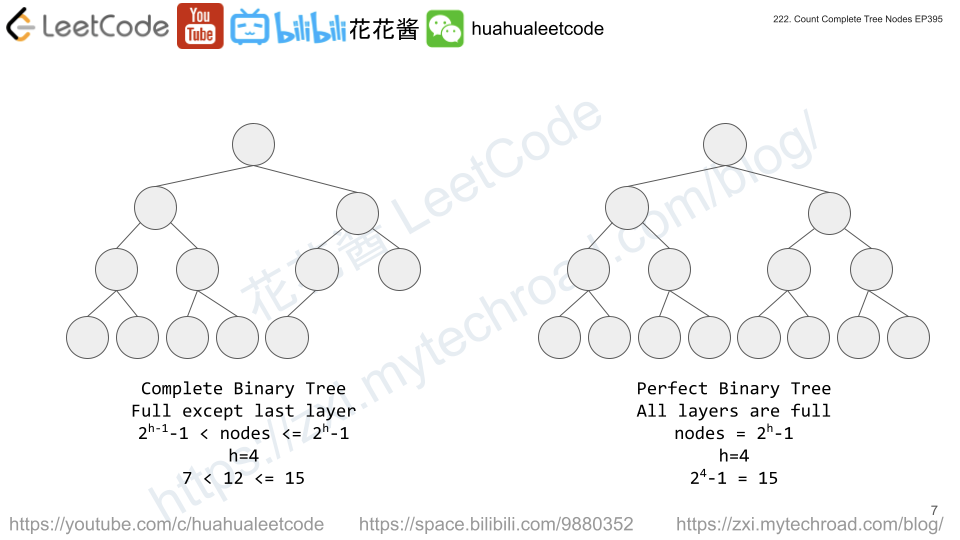 LeetCode You Tube bilibili 花花酱 huahualeetcode
222. Count Complete Tree Nodes EP395
花花酱 LeetCode
https://zxi.mytechroad.com/blog/
Complete Binary Tree
Full except last layer
2^h-1-1 < nodes <= 2^h-1
h=4
7 < 12 <= 15
Perfect Binary Tree
All layers are full
nodes = 2^h-1
h=4
2^4-1 = 15
7
https://youtube.com/c/huahualeetcode https://space.bilibili.com/9880352 https://zxi.mytechroad.com/blog/